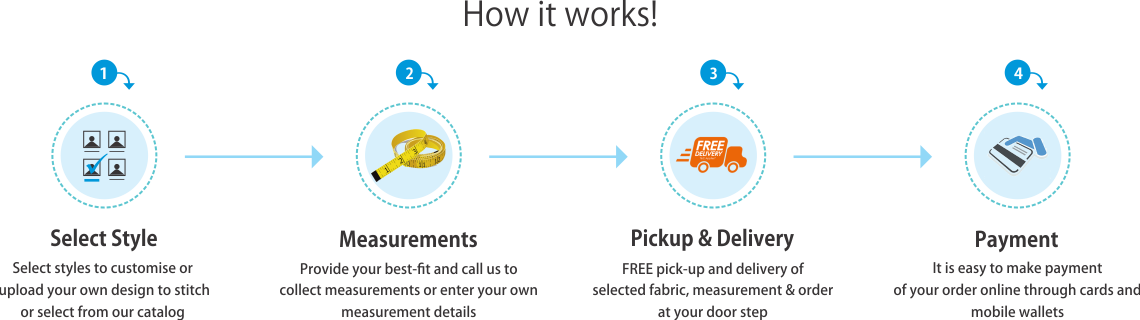 How it works!
1
2
3
4
FREE
DELIVERY
Select Style
Select styles to customise or
upload your own design to stitch
or select from our catalog
Measurements
Provide your best-fit and call us to
collect measurements or enter your own
measurement details
Pickup & Delivery
FREE pick-up and delivery of
selected fabric, measurement & order
at your door step
Payment
It is easy to make payment
of your order online through cards and
mobile wallets